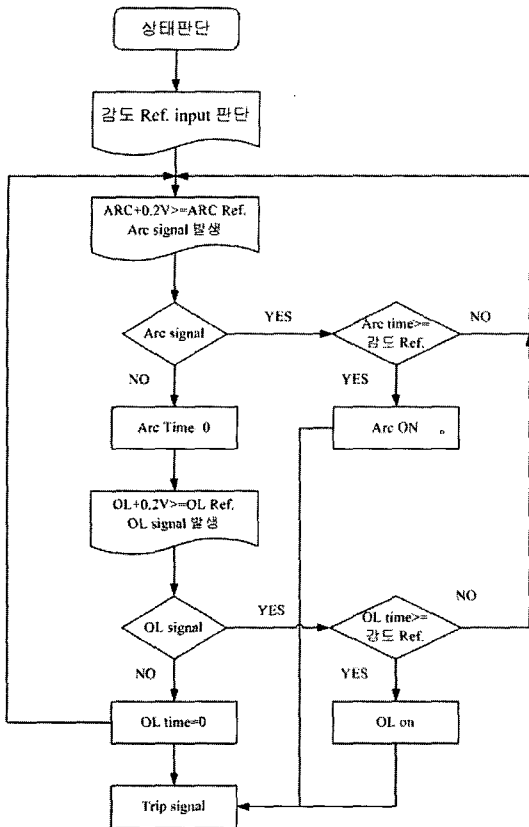 상태판단
감도 Ref. input 판단
ARC+0.2V>=ARC Ref.
Arc signal 발생
Arc signal
YES
Arc time>=
감도 Ref.
NO
NO
YES
Arc Time 0
Arc ON
OL+0.2V>=OL Ref.
OL signal 발생
OL signal
YES
OL time>=
감도 Ref.
NO
NO
YES
OL time=0
OL on
Trip signal